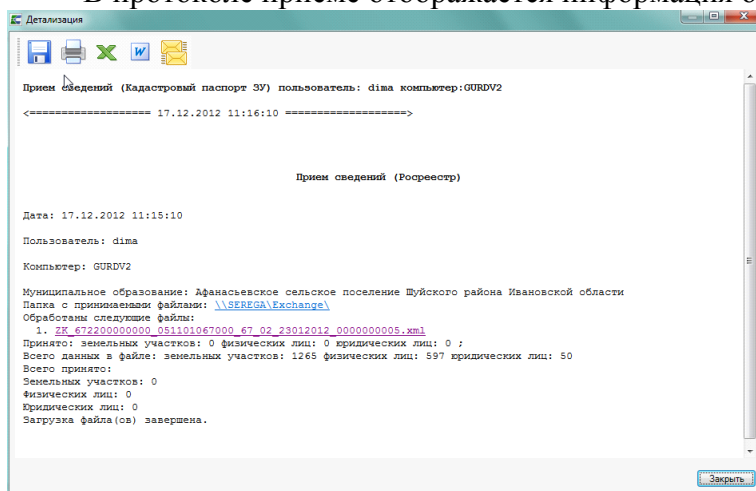 В протоколе приеме отображается информация о
Детализация
Прием сведений (Кадастровый паспорт ЗУ) пользователь: dima компьютер:GURDV2
<=================== 17.12.2012 11:16:10 ===================>
Прием сведений (Росреестр)
Дата: 17.12.2012 11:15:10
Пользователь: dima
Компьютер: GURDV2
Муниципальное образование: Афанасьевское сельское поселение Шуйского района Ивановской области
Папка с принимаемыми файлами: \\SEREGA\Exchange\
Обработаны следующие файлы:
1. ZK_672200000000_051101067000_67_02_23012012_0000000005.xml
Принято: земельных участков: 0 физических лиц: 0 юридических лиц: 0 ;
Всего данных в файле: земельных участков: 1265 физических лиц: 597 юридических лиц: 50
Всего принято:
Земельных участков: 0
Физических лиц: 0
Юридических лиц: 0
Загрузка файла(ов) завершена.
Закрыть